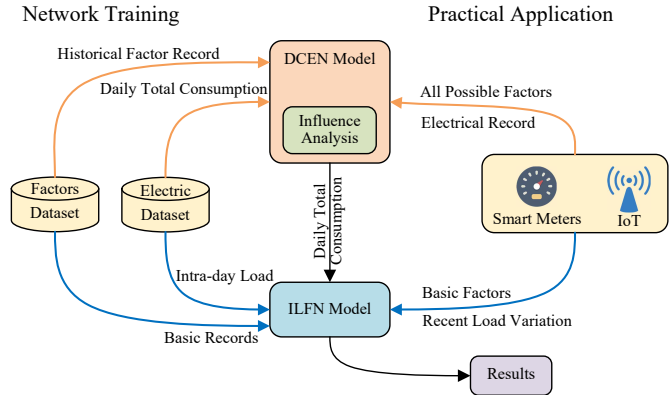 Network Training
Practical Application
Historical Factor Record
DCEN Model
Daily Total Consumption
All Possible Factors
Influence
Analysis
Electrical Record
Factors
Dataset
Electric
Dataset
Smart Meters
IoT
Daily Total
Consumption
Intra-day Load
Basic Factors
ILFN Model
Recent Load Variation
Basic Records
Results